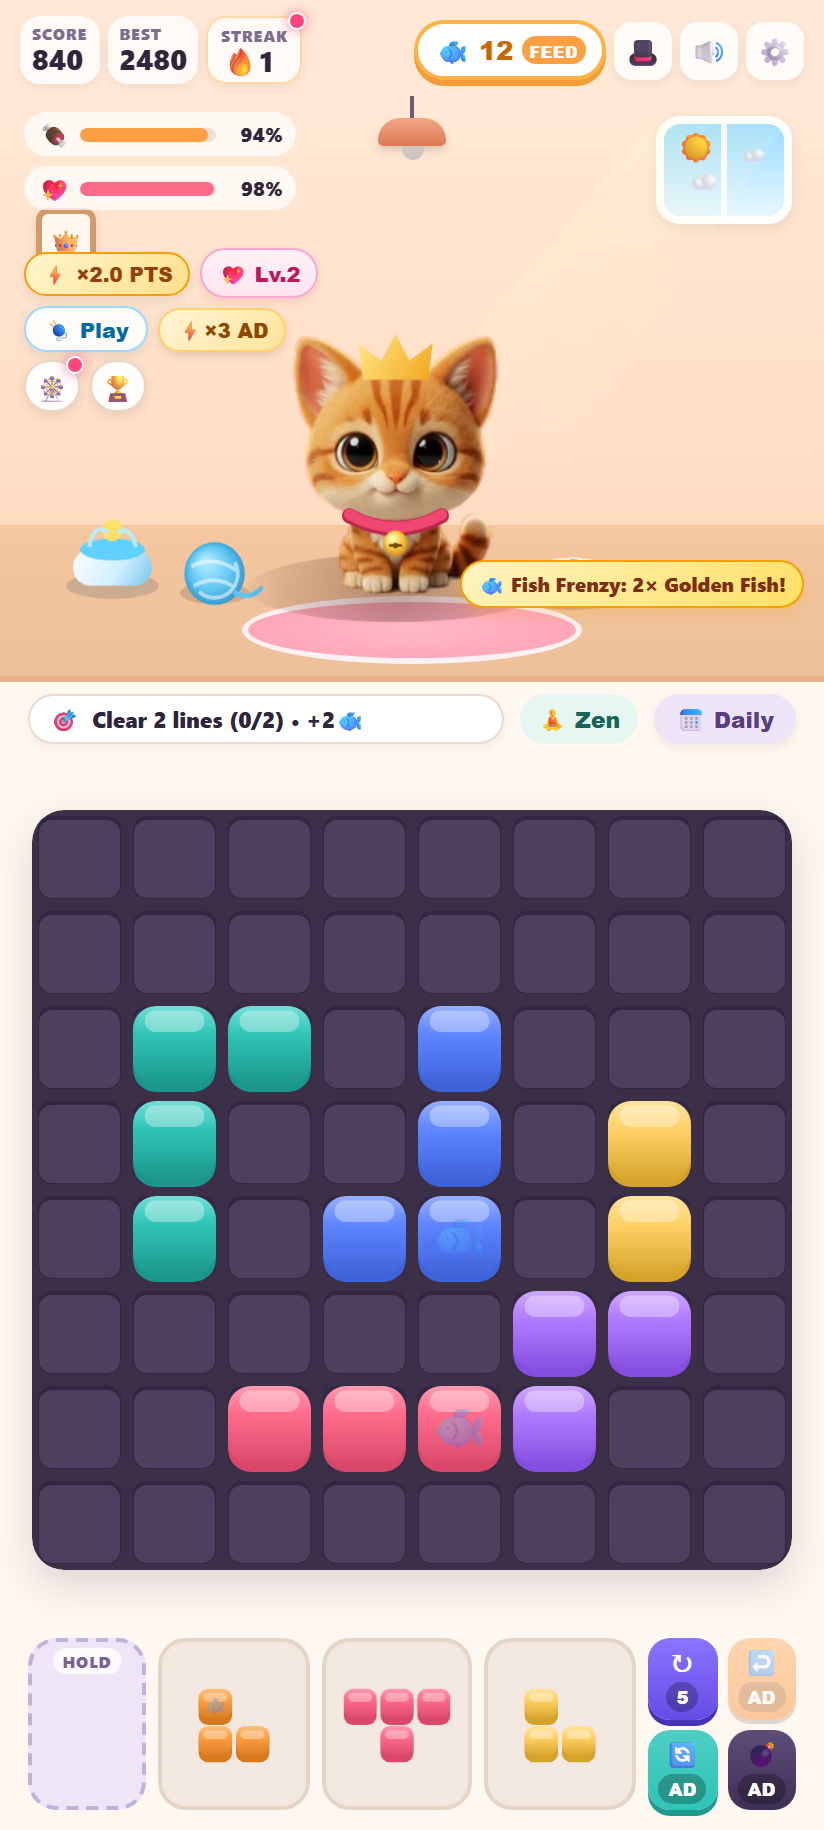 SCORE
840
BEST
2480
STREAK
1
12 FEED
94%
98%
×2.0 PTS
Lv.2
Play
×3 AD
Fish Frenzy: 2× Golden Fish!
Clear 2 lines (0/2) • +2
Zen
Daily
HOLD
5
AD
AD
AD